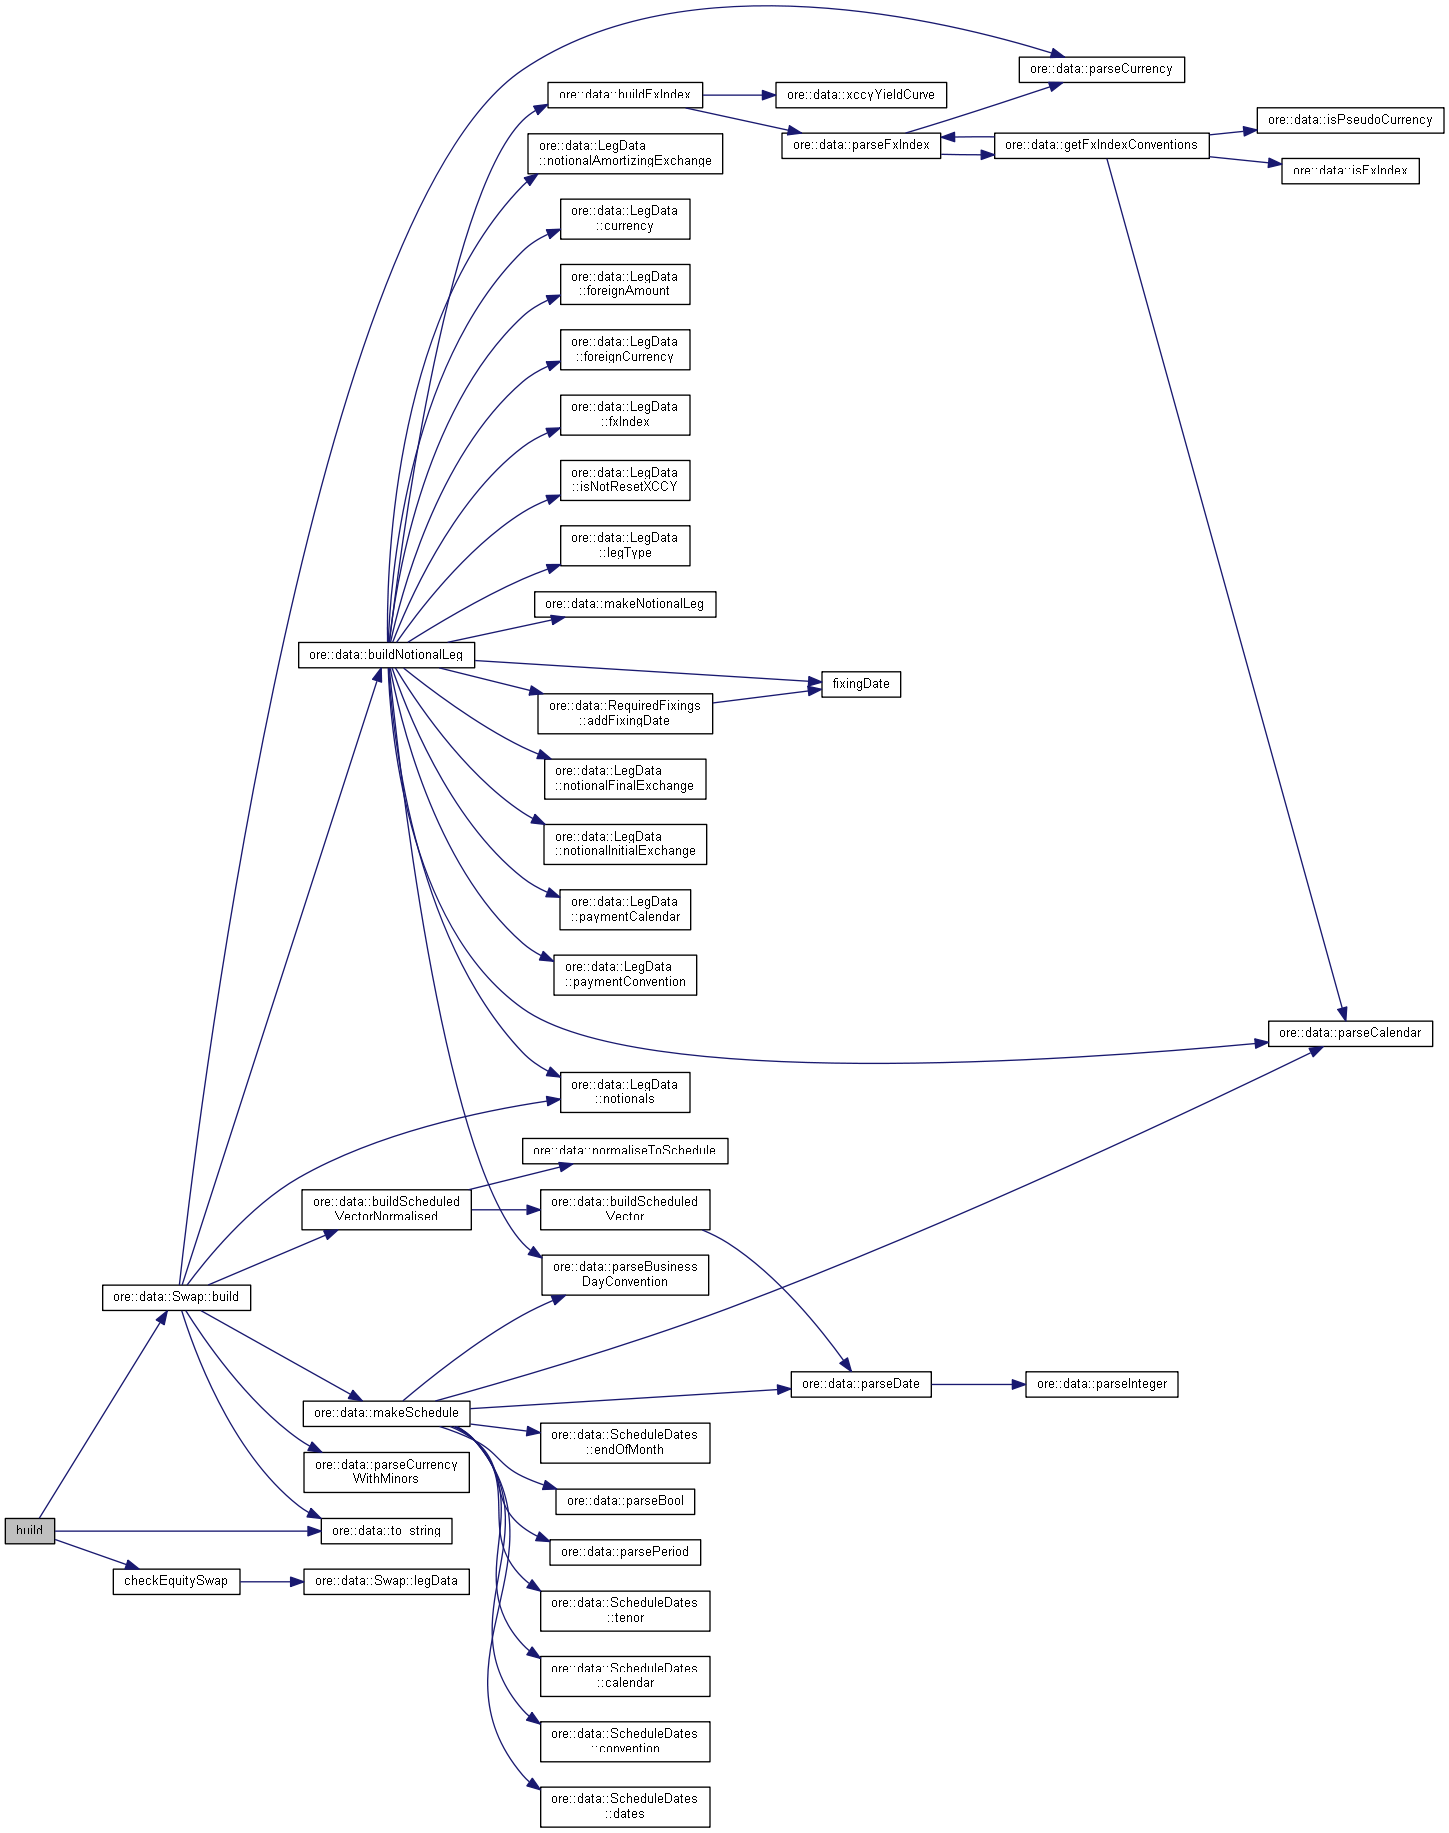 ore::data::parseCurrency
ore::data::buildFxIndex
ore::data::xccyYieldCurve
ore::data::isPseudoCurrency
ore::data::parseFxIndex
ore::data::getFxIndexConventions
ore::data::LegData
::notionalAmortizingExchange
ore::data::isFxIndex
ore::data::LegData
::currency
ore::data::LegData
::foreignAmount
ore::data::LegData
::foreignCurrency
ore::data::LegData
::fxIndex
ore::data::LegData
::isNotResetXCCY
ore::data::LegData
::legType
ore::data::makeNotionalLeg
ore::data::buildNotionalLeg
fixingDate
ore::data::RequiredFixings
::addFixingDate
ore::data::LegData
::notionalFinalExchange
ore::data::LegData
::notionalInitialExchange
ore::data::LegData
::paymentCalendar
ore::data::LegData
::paymentConvention
ore::data::parseCalendar
ore::data::LegData
::notionals
ore::data::normaliseToSchedule
ore::data::buildScheduled
VectorNormalised
ore::data::buildScheduled
Vector
ore::data::parseBusiness
DayConvention
ore::data::Swap::build
ore::data::parseDate
ore::data::parseInteger
ore::data::makeSchedule
ore::data::ScheduleDates
::endOfMonth
ore::data::parseCurrency
WithMinors
ore::data::parseBool
build
ore::data::to_string
ore::data::parsePeriod
checkEquitySwap
ore::data::Swap::legData
ore::data::ScheduleDates
::tenor
ore::data::ScheduleDates
::calendar
ore::data::ScheduleDates
::convention
ore::data::ScheduleDates
::dates